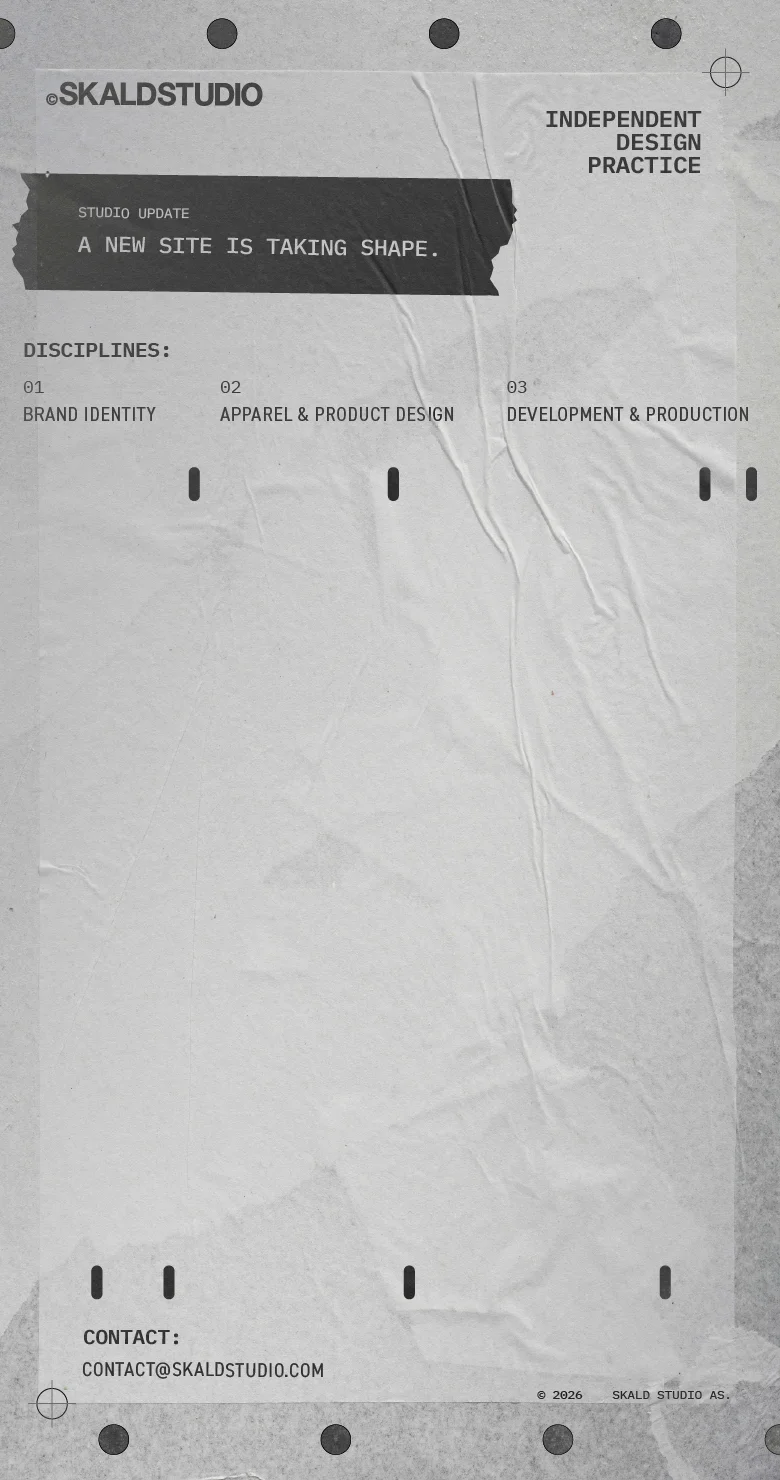 ©SKALDSTUDIO
INDEPENDENT
DESIGN
PRACTICE
STUDIO UPDATE
A NEW SITE IS TAKING SHAPE.
DISCIPLINES:
01
BRAND IDENTITY
02
APPAREL & PRODUCT DESIGN
03
DEVELOPMENT & PRODUCTION
CONTACT:
CONTACT@SKALDSTUDIO.COM
© 2026 SKALD STUDIO AS.